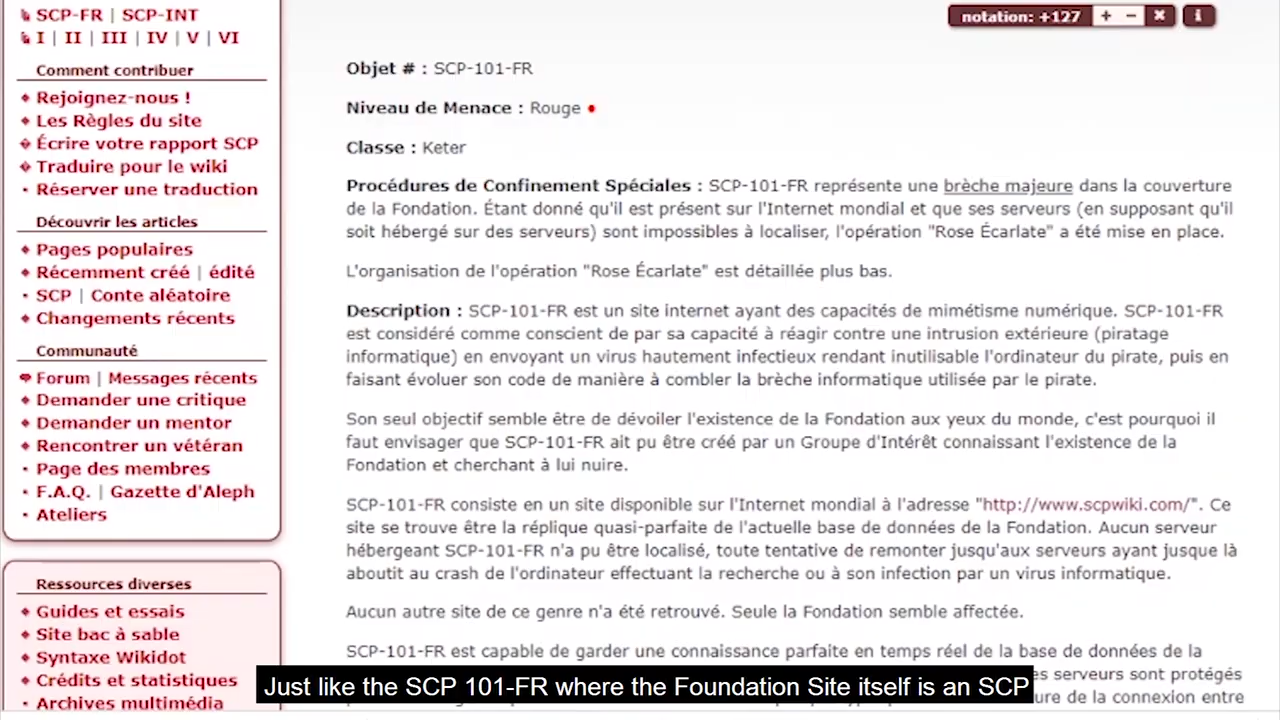 SCP-FR | SCP-INT
I | II | III | IV | V | VI
Comment contribuer
Rejoignez-nous !
Les Règles du site
Écrire votre rapport SCP
Traduire pour le wiki
Réserver une traduction
Découvrir les articles
Pages populaires
Récemment créé | édité
SCP | Conte aléatoire
Changements récents
Communauté
Forum | Messages récents
Demander une critique
Demander un mentor
Rencontrer un vétéran
Page des membres
F.A.Q. | Gazette d'Aleph
Ateliers
Ressources diverses
Guides et essais
Site bac à sable
Syntaxe Wikidot
Crédits et statistiques
Archives multimédia
notation: +127 + − × i
Objet # : SCP-101-FR
Niveau de Menace : Rouge •
Classe : Keter
Procédures de Confinement Spéciales : SCP-101-FR représente une brèche majeure dans la couverture
de la Fondation. Étant donné qu'il est présent sur l'Internet mondial et que ses serveurs (en supposant qu'il
soit hébergé sur des serveurs) sont impossibles à localiser, l'opération "Rose Écarlate" a été mise en place.
L'organisation de l'opération "Rose Écarlate" est détaillée plus bas.
Description : SCP-101-FR est un site internet ayant des capacités de mimétisme numérique. SCP-101-FR
est considéré comme conscient de par sa capacité à réagir contre une intrusion extérieure (piratage
informatique) en envoyant un virus hautement infectieux rendant inutilisable l'ordinateur du pirate, puis en
faisant évoluer son code de manière à combler la brèche informatique utilisée par le pirate.
Son seul objectif semble être de dévoiler l'existence de la Fondation aux yeux du monde, c'est pourquoi il
faut envisager que SCP-101-FR ait pu être créé par un Groupe d'Intérêt connaissant l'existence de la
Fondation et cherchant à lui nuire.
SCP-101-FR consiste en un site disponible sur l'Internet mondial à l'adresse "http://www.scpwiki.com/". Ce
site se trouve être la réplique quasi-parfaite de l'actuelle base de données de la Fondation. Aucun serveur
hébergeant SCP-101-FR n'a pu être localisé, toute tentative de remonter jusqu'aux serveurs ayant jusque là
aboutit au crash de l'ordinateur effectuant la recherche ou à son infection par un virus informatique.
Aucun autre site de ce genre n'a été retrouvé. Seule la Fondation semble affectée.
SCP-101-FR est capable de garder une connaissance parfaite en temps réel de la base de données de la
es serveurs sont protégés
ure de la connexion entre
Just like the SCP 101-FR where the Foundation Site itself is an SCP